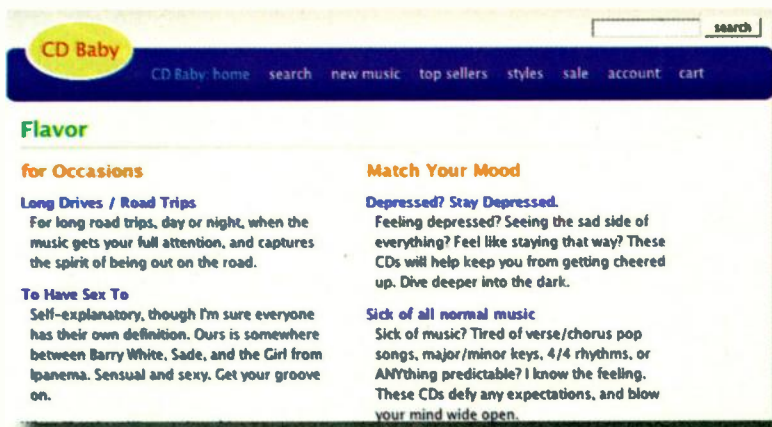 search
CD Baby
CD Baby: home search new music top sellers styles sale account cart
Flavor
for Occasions
Long Drives / Road Trips
For long road trips, day or night, when the
music gets your full attention, and captures
the spirit of being out on the road.
To Have Sex To
Self-explanatory, though I'm sure everyone
has their own definition. Ours is somewhere
between Barry White, Sade, and the Girl from
Ipanema. Sensual and sexy. Get your groove
on.
Match Your Mood
Depressed? Stay Depressed.
Feeling depressed? Seeing the sad side of
everything? Feel like staying that way? These
CDs will help keep you from getting cheered
up. Dive deeper into the dark.
Sick of all normal music
Sick of music? Tired of verse/chorus pop
songs, major/minor keys, 4/4 rhythms, or
ANYthing predictable? I know the feeling.
These CDs defy any expectations, and blow
your mind wide open.